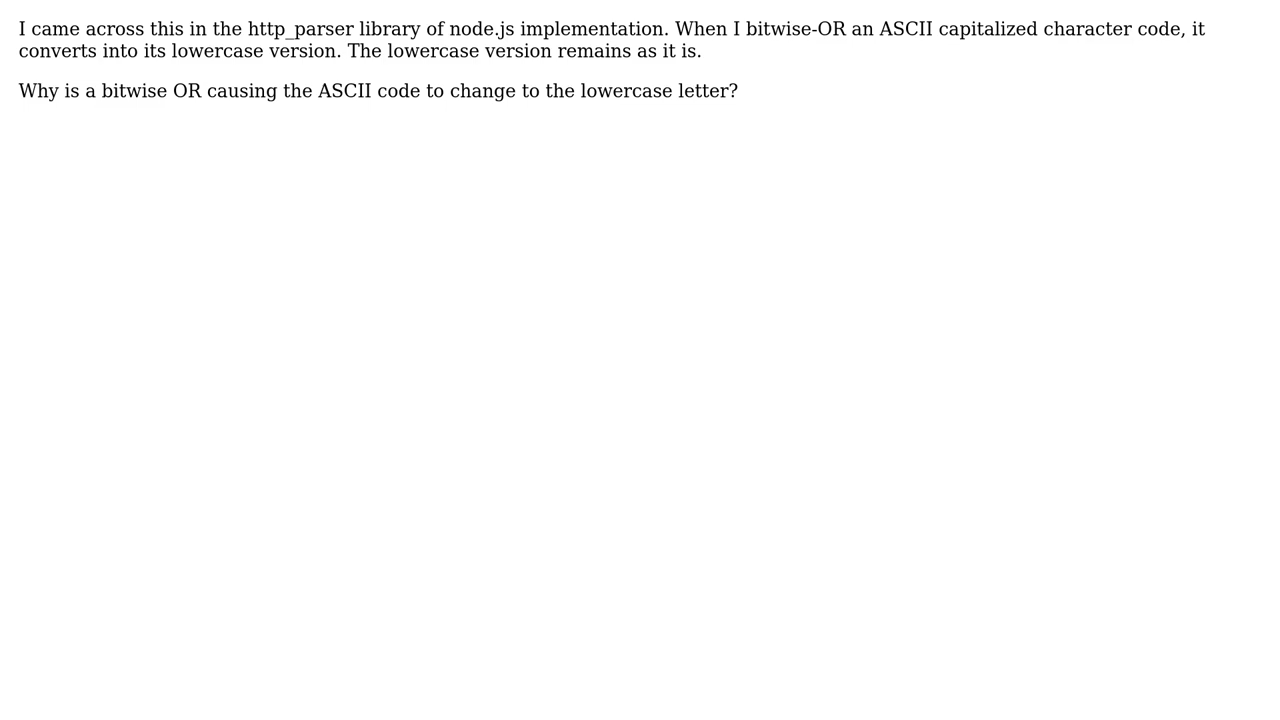 I came across this in the http_parser library of node.js implementation. When I bitwise-OR an ASCII capitalized character code, it
converts into its lowercase version. The lowercase version remains as it is.
Why is a bitwise OR causing the ASCII code to change to the lowercase letter?